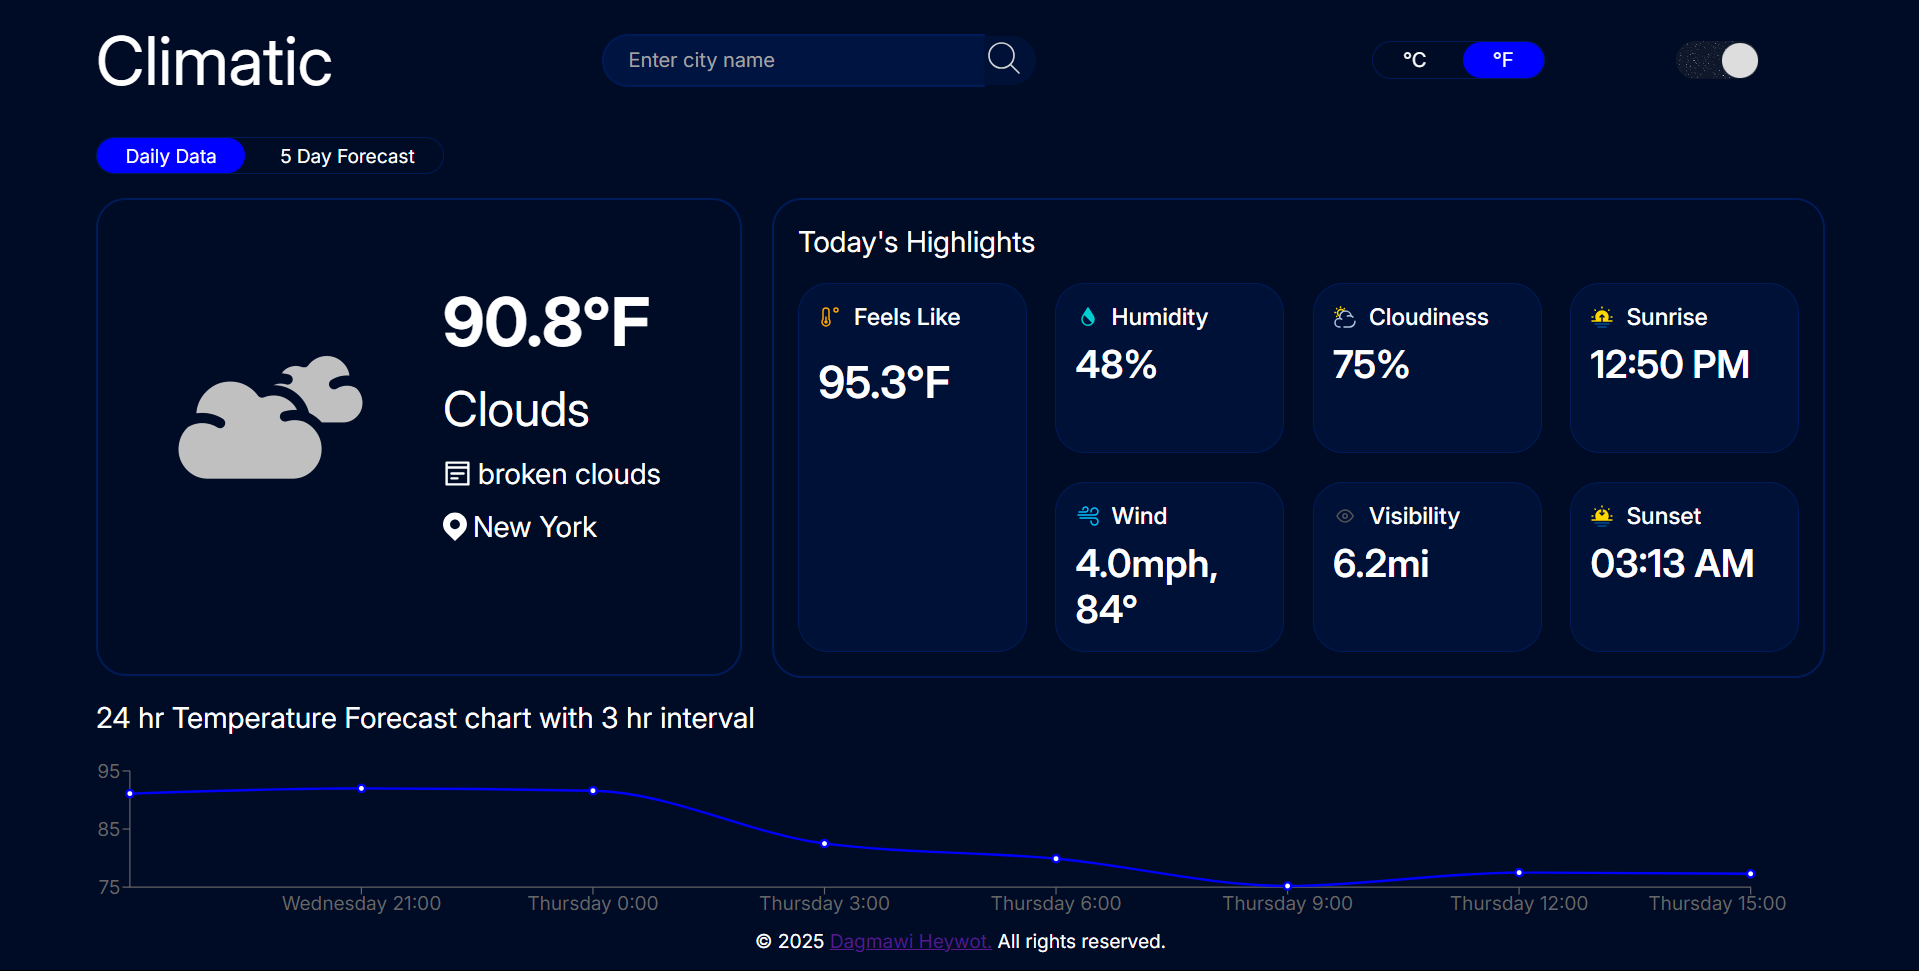 Climatic
Enter city name
°C
°F
Daily Data
5 Day Forecast
90.8°F
Clouds
broken clouds
New York
Today's Highlights
Feels Like
95.3°F
Humidity
48%
Cloudiness
75%
Sunrise
12:50 PM
Wind
4.0mph,
84°
Visibility
6.2mi
Sunset
03:13 AM
24 hr Temperature Forecast chart with 3 hr interval
95
85
75
Wednesday 21:00
Thursday 0:00
Thursday 3:00
Thursday 6:00
Thursday 9:00
Thursday 12:00
Thursday 15:00
© 2025 Dagmawi Heywot. All rights reserved.